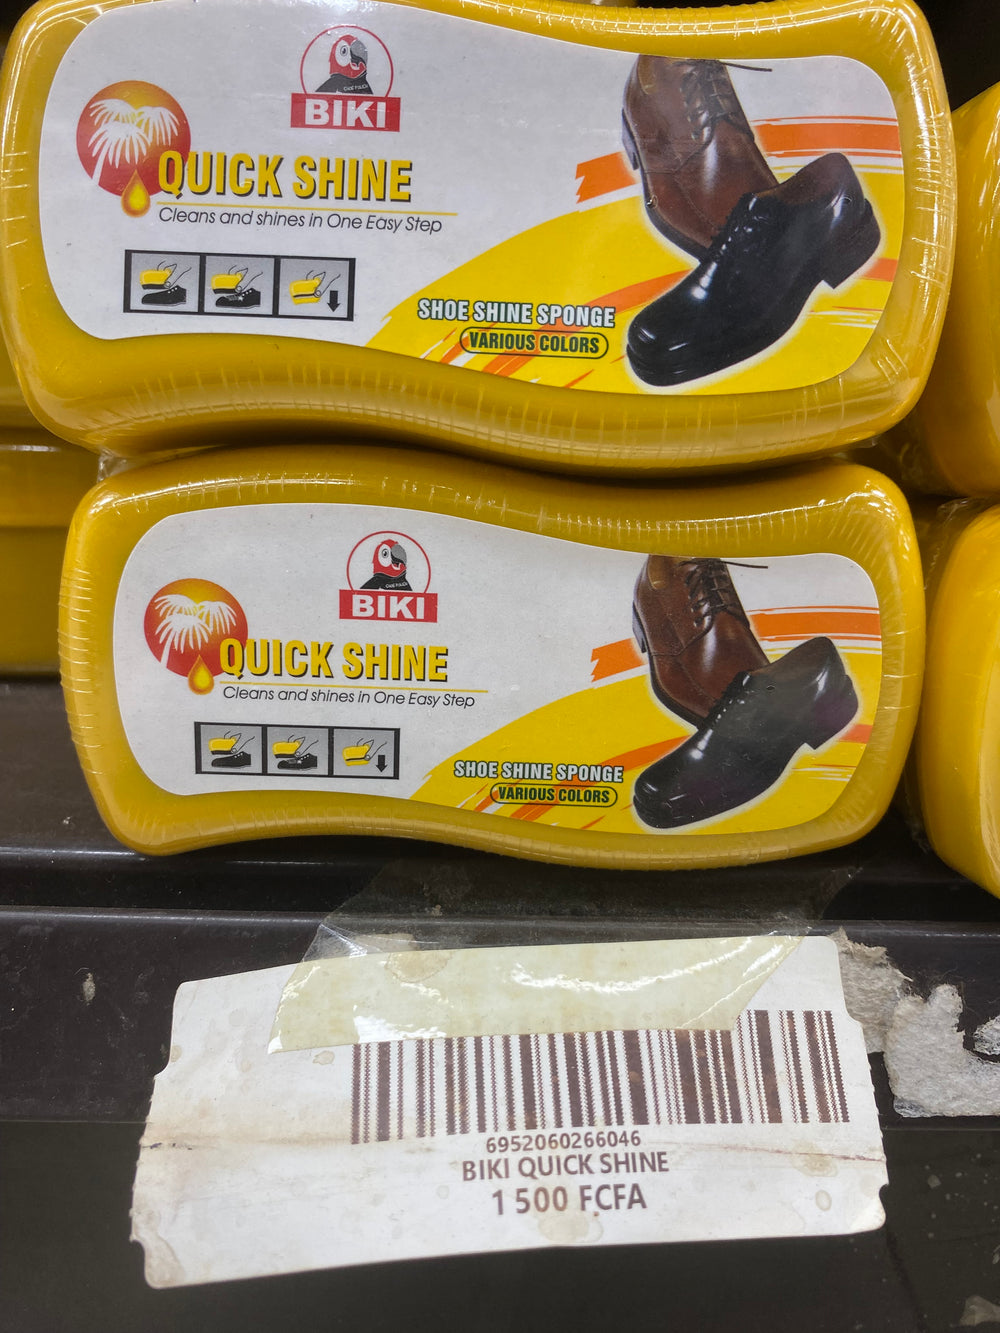 BIKI
QUICK SHINE
Cleans and shines in One Easy Step
SHOE SHINE SPONGE
VARIOUS COLORS
BIKI
QUICK SHINE
Cleans and shines in One Easy Step
SHOE SHINE SPONGE
VARIOUS COLORS
6952060266046
BIKI QUICK SHINE
1 500 FCFA